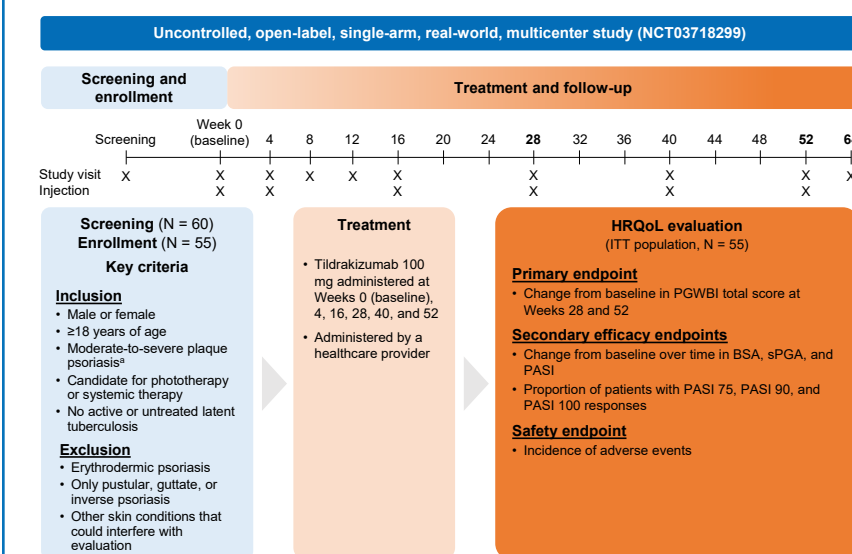 Uncontrolled, open-label, single-arm, real-world, multicenter study (NCT03718299)
Screening and
enrollment
Treatment and follow-up
Screening
Week 0
(baseline)
4 8 12 16 20 24 28 32 36 40 44 48 52
Study visit X X X X X X X X X X
Injection X X X X X X
Screening (N = 60)
Enrollment (N = 55)
Key criteria
Inclusion
• Male or female
• ≥18 years of age
• Moderate-to-severe plaque
psoriasisᵃ
• Candidate for phototherapy
or systemic therapy
• No active or untreated latent
tuberculosis
Exclusion
• Erythrodermic psoriasis
• Only pustular, guttate, or
inverse psoriasis
• Other skin conditions that
could interfere with
evaluation
Treatment
• Tildrakizumab 100
mg administered at
Weeks 0 (baseline),
4, 16, 28, 40, and 52
• Administered by a
healthcare provider
HRQoL evaluation
(ITT population, N = 55)
Primary endpoint
• Change from baseline in PGWBI total score at
Weeks 28 and 52
Secondary efficacy endpoints
• Change from baseline over time in BSA, sPGA, and
PASI
• Proportion of patients with PASI 75, PASI 90, and
PASI 100 responses
Safety endpoint
• Incidence of adverse events